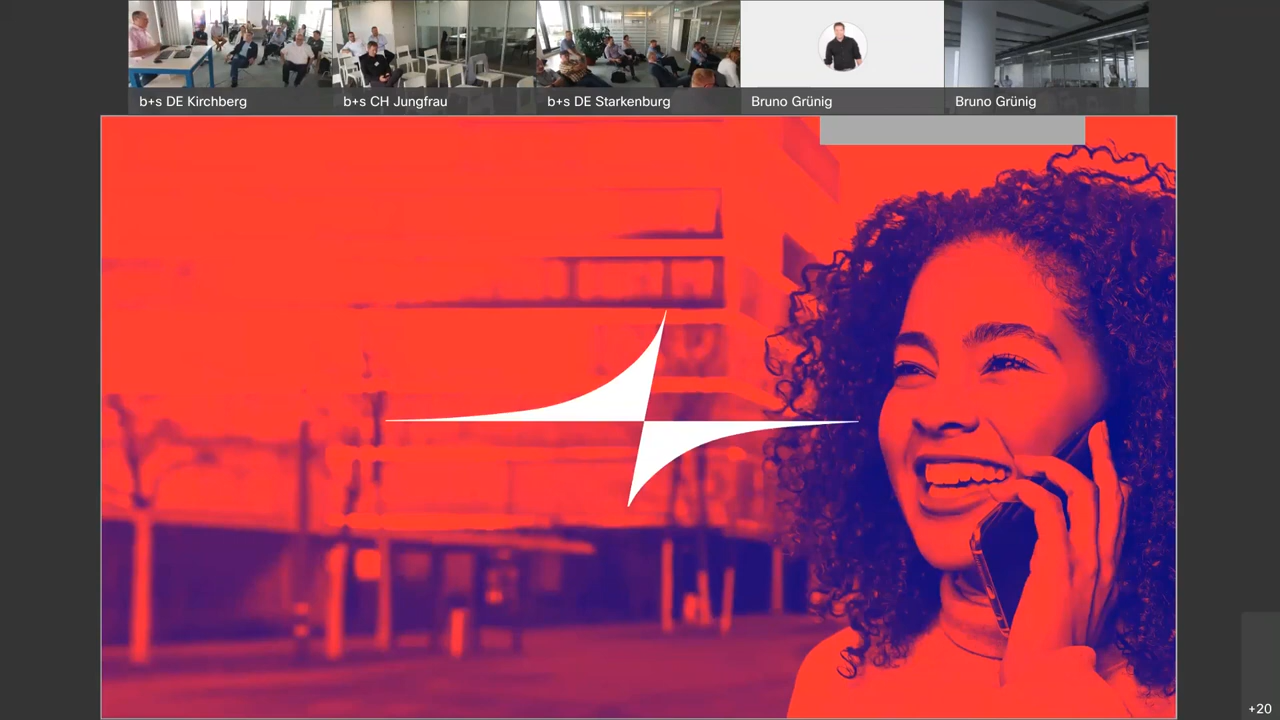 b+s DE Kirchberg
b+s CH Jungfrau
b+s DE Starkenburg
Bruno Grünig
Bruno Grünig
+20